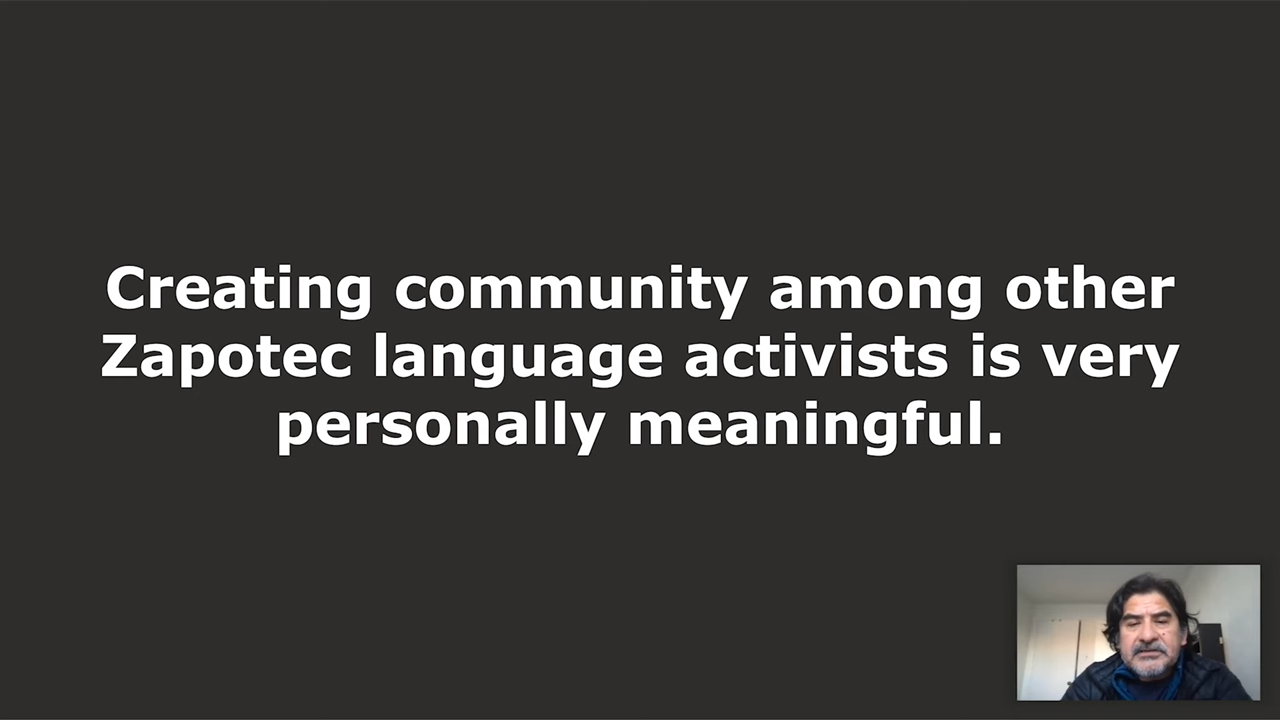 Creating community among other
Zapotec language activists is very
personally meaningful.